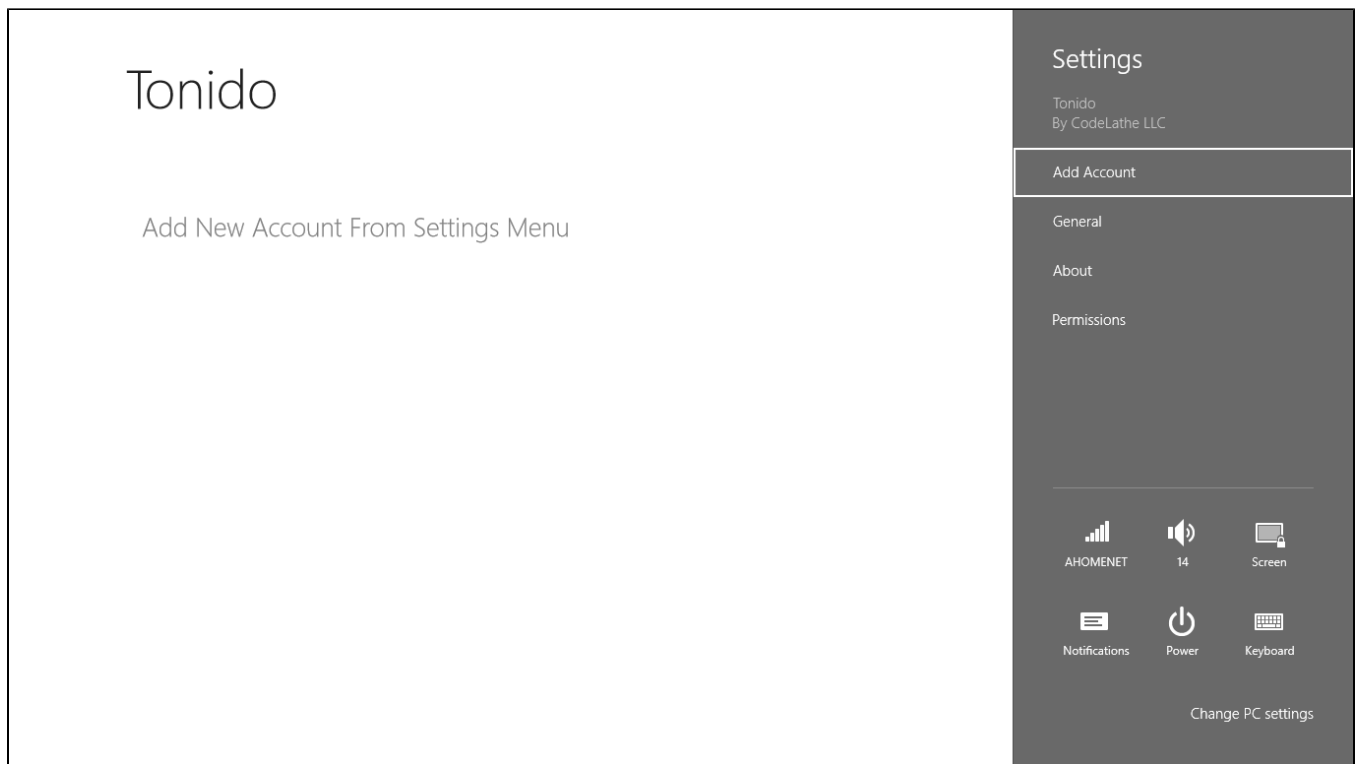 Tonido
Add New Account From Settings Menu
Settings
Tonido
By CodeLathe LLC
Add Account
General
About
Permissions
AHOMENET
14
Screen
Notifications
Power
Keyboard
Change PC settings